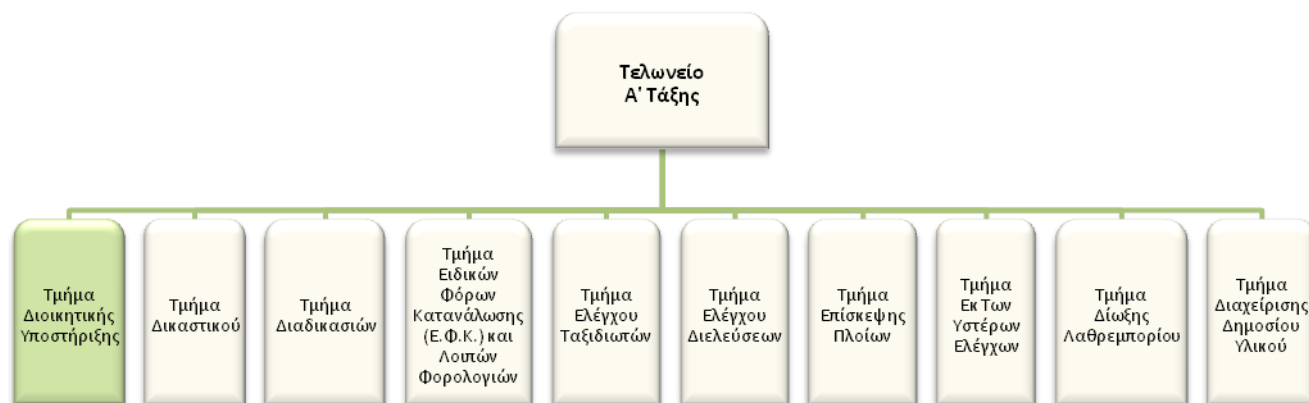 Τελωνείο
Α' Τάξης
Τμήμα
Διοικητικής
Υποστήριξης
Τμήμα
Δικαστικού
Τμήμα
Διαδικασιών
Τμήμα
Ειδικών
Φόρων
Κατανάλωσης
(Ε.Φ.Κ.) και
Λοιπών
Φορολογιών
Τμήμα
Ελέγχου
Ταξιδιωτών
Τμήμα
Ελέγχου
Διελεύσεων
Τμήμα
Επίσκεψης
Πλοίων
Τμήμα
Εκ Των
Υστέρων
Ελέγχων
Τμήμα
Δίωξης
Λαθρεμπορίου
Τμήμα
Διαχείρισης
Δημοσίου
Υλικού